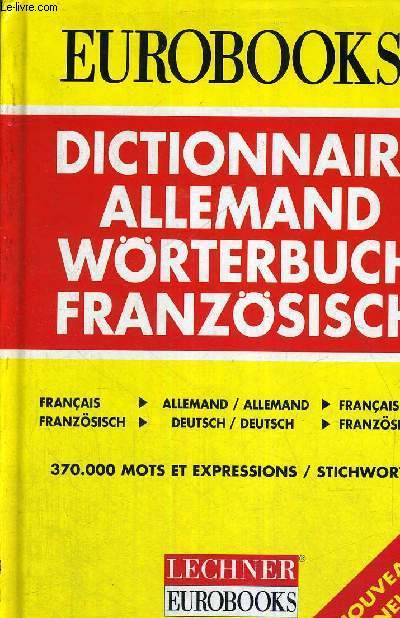 © Le-livre.com
EUROBOOKS
DICTIONNAIR
ALLEMAND
WÖRTERBUCH
FRANZÖSISCH
FRANÇAIS ▶ ALLEMAND / ALLEMAND ▶ FRANÇAIS
FRANZÖSISCH ▶ DEUTSCH / DEUTSCH ▶ FRANZÖSI
370.000 MOTS ET EXPRESSIONS / STICHWORT
LECHNER®
EUROBOOKS
NOUVEA